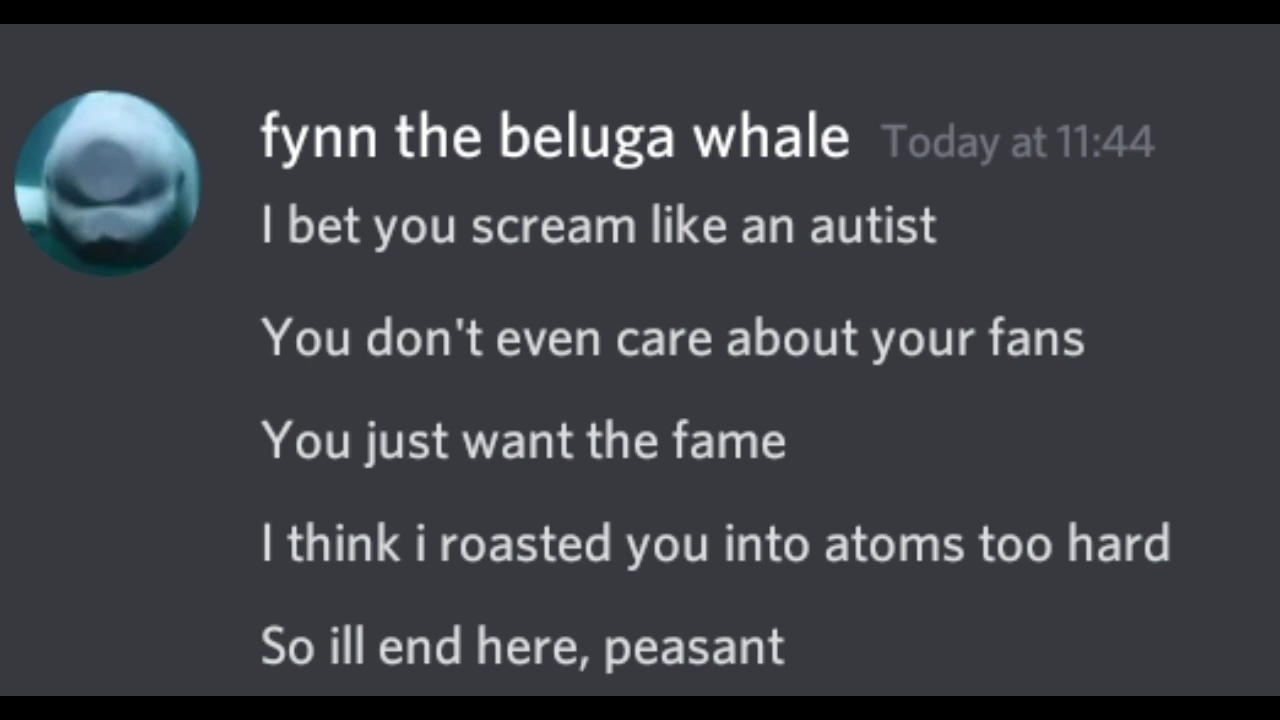 fynn the beluga whale Today at 11:44
I bet you scream like an autist
You don't even care about your fans
You just want the fame
I think i roasted you into atoms too hard
So ill end here, peasant